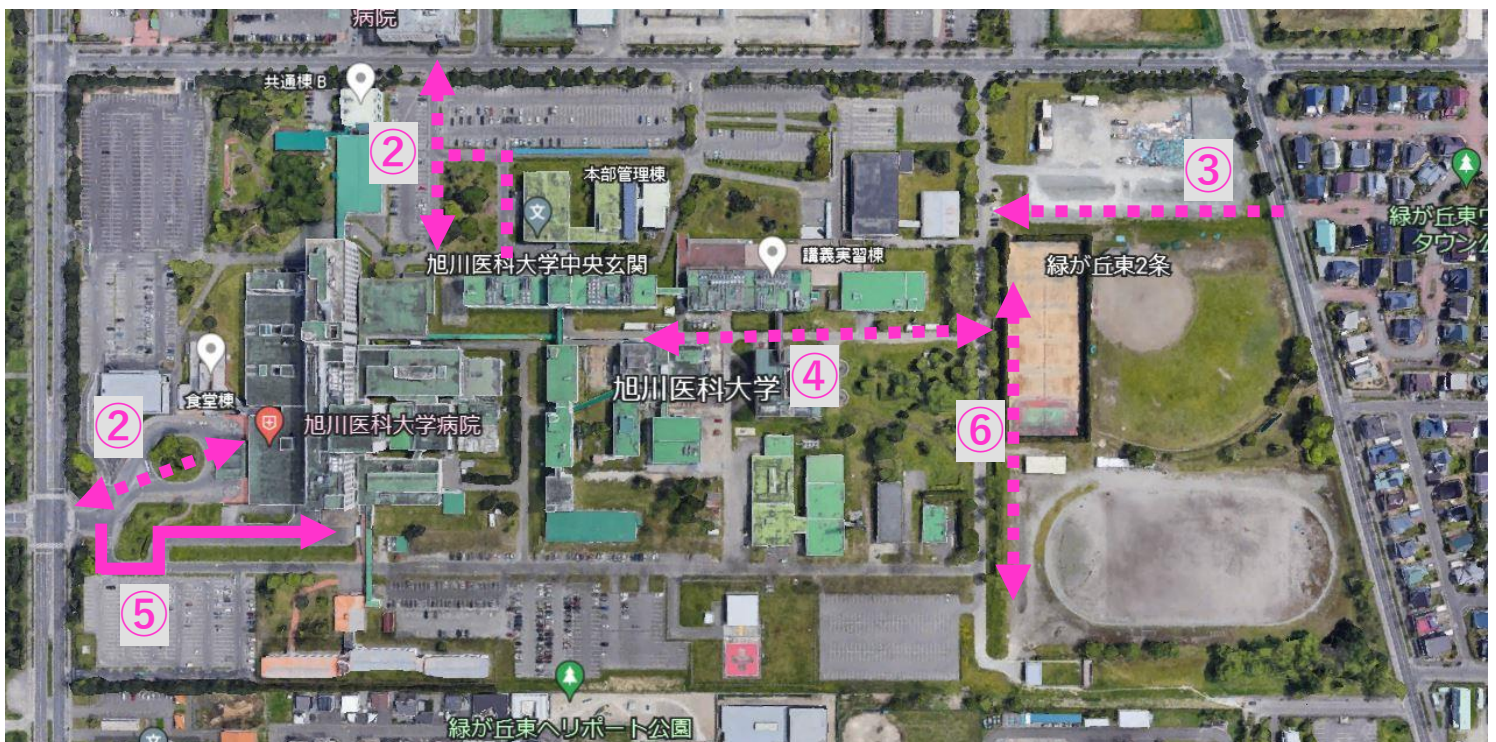 病院
共通棟 B
②
本部管理棟
③
緑が丘東ワ
タウン公
旭川医科大学中央玄関
講義実習棟
緑が丘東2条
旭川医科大学
④
食堂棟
旭川医科大学病院
②
⑥
⑤
緑が丘東ヘリポート公園